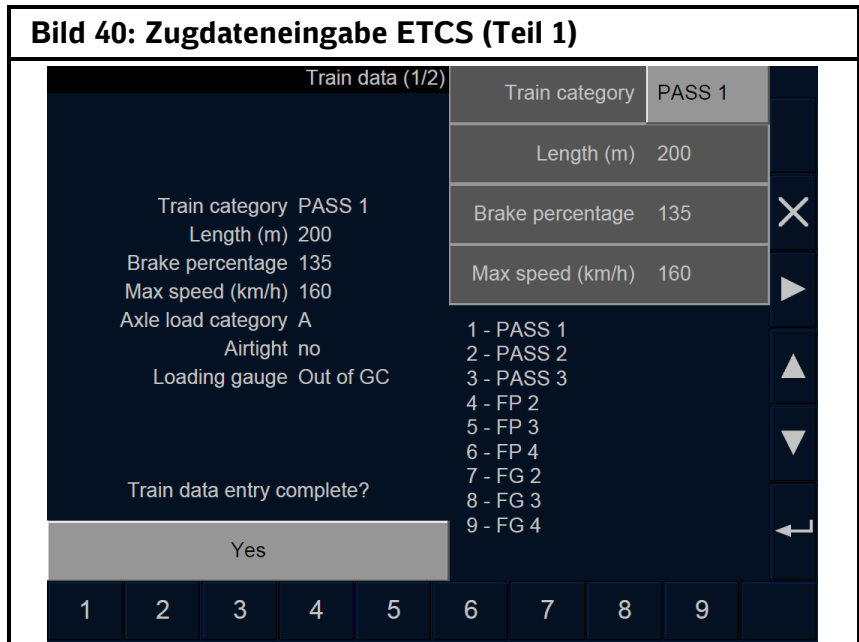 Bild 40: Zugdateneingabe ETCS (Teil 1)
Train data (1/2)
Train category PASS 1
Length (m) 200
Brake percentage 135
Max speed (km/h) 160
Axle load category A
Airtight no
Loading gauge Out of GC
Train data entry complete?
Yes
Train category PASS 1
Length (m) 200
Brake percentage 135
Max speed (km/h) 160
1 - PASS 1
2 - PASS 2
3 - PASS 3
4 - FP 2
5 - FP 3
6 - FP 4
7 - FG 2
8 - FG 3
9 - FG 4
1 2 3 4 5 6 7 8 9